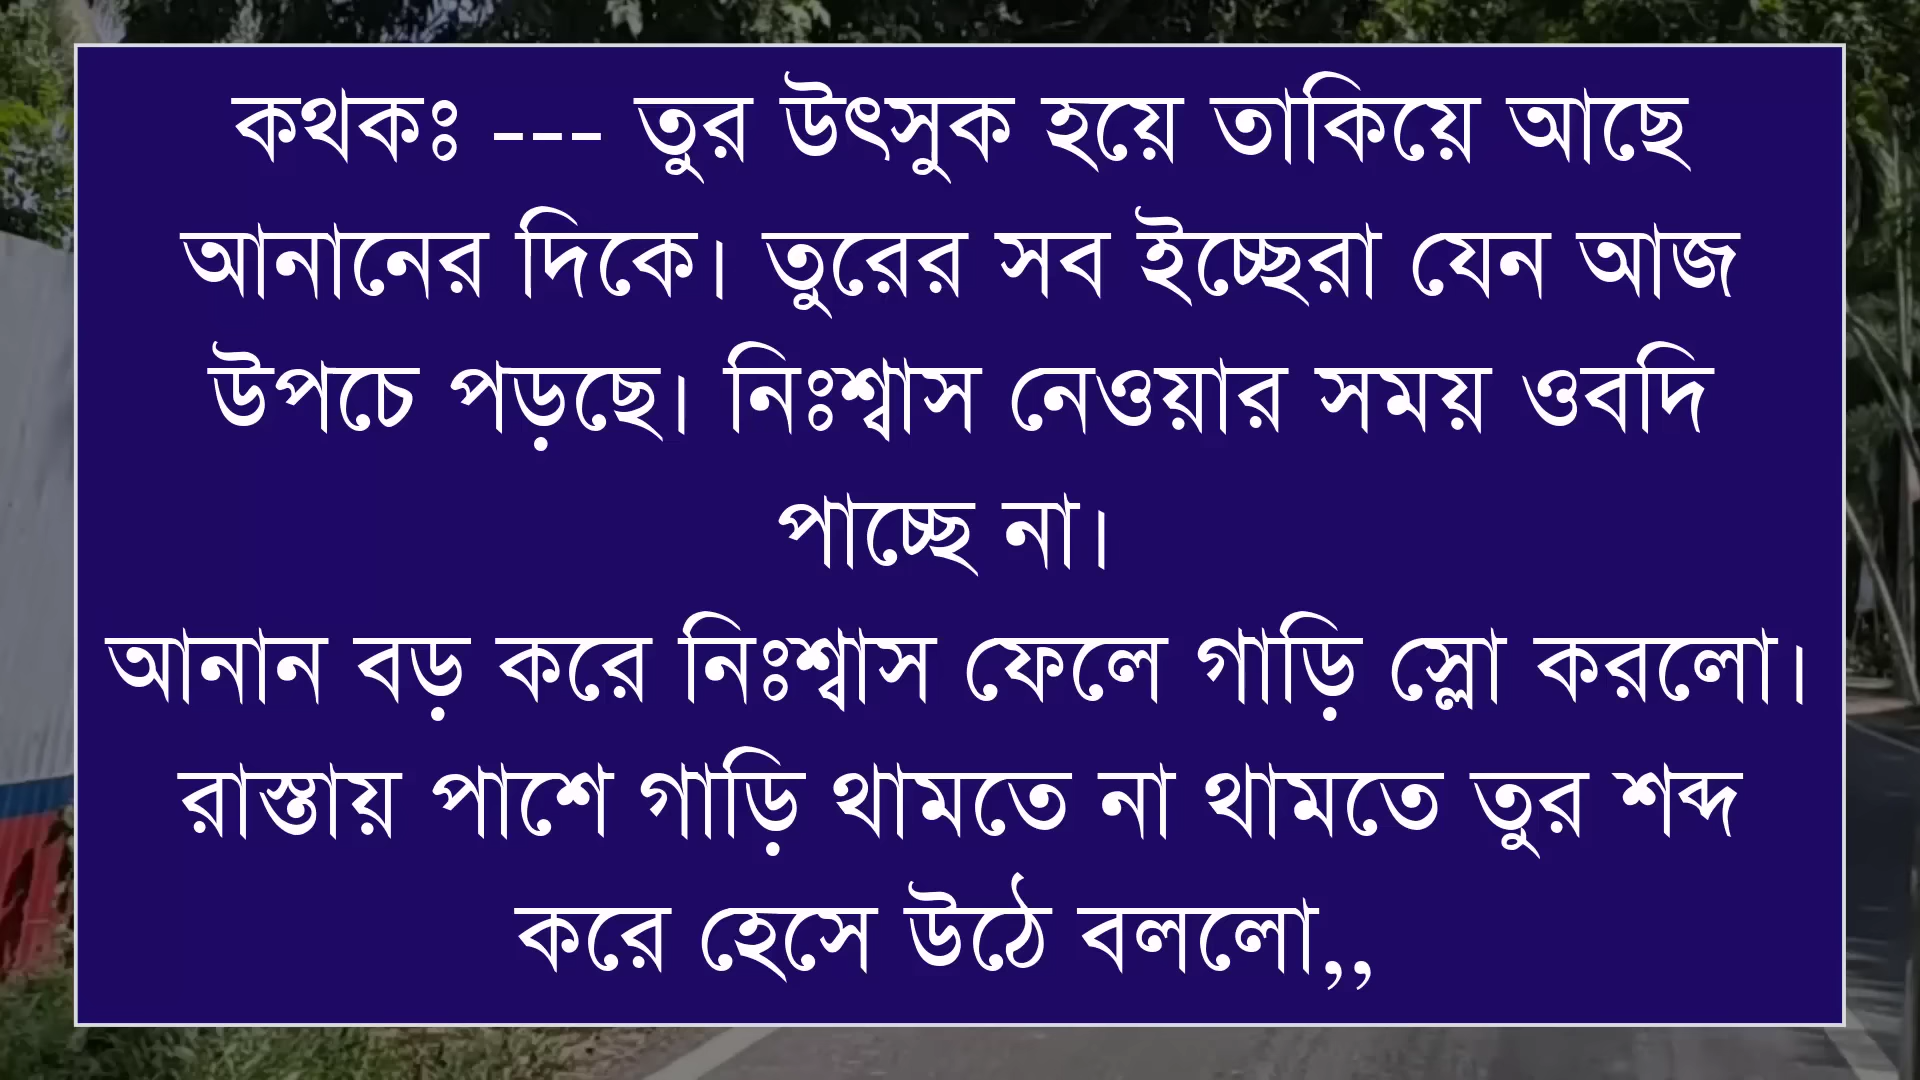 কথকঃ --- তুর উৎসুক হয়ে তাকিয়ে আছে
আনানের দিকে। তুরের সব ইচ্ছেরা যেন আজ
উপচে পড়ছে। নিঃশ্বাস নেওয়ার সময় ওবদি
পাচ্ছে না।
আনান বড় করে নিঃশ্বাস ফেলে গাড়ি স্লো করলো।
রাস্তায় পাশে গাড়ি থামতে না থামতে তুর শব্দ
করে হেসে উঠে বললো,,